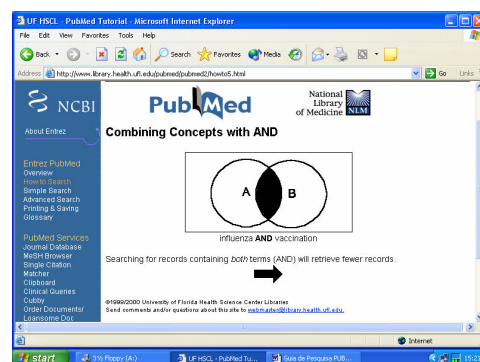 UF HSCL - PubMed Tutorial - Microsoft Internet Explorer
File Edit View Favorites Tools Help
Back Search Favorites Media
Address http://www.library.health.ufl.edu/pubmed/pubmed2/howto5.html Go Links
NCBI
PubMed
National
Library
of Medicine NLM
About Entrez
Combining Concepts with AND
Entrez PubMed
Overview
How to Search
Simple Search
Advanced Search
Printing & Saving
Glossary
A B
influenza AND vaccination
PubMed Services
Journal Database
MeSH Browser
Single Citation
Matcher
Clipboard
Clinical Queries
Cubby
Order Documents/
Loansome Doc
Searching for records containing both terms (AND) will retrieve fewer records.
©1999/2000 University of Florida Health Science Center Libraries
Send comments and/or questions about this site to webmaster@library.health.ufl.edu.
Internet
start 3½ Floppy (A:) UF HSCL - PubMed Tu... Guia de Pesquisa PUB...